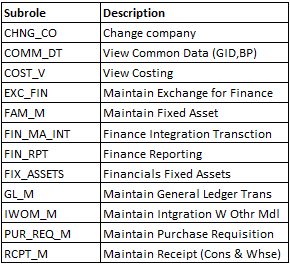 Subrole Description
CHNG_CO Change company
COMM_DT View Common Data (GID,BP)
COST_V View Costing
EXC_FIN Maintain Exchange for Finance
FAM_M Maintain Fixed Asset
FIN_MA_INT Finance Integration Transction
FIN_RPT Finance Reporting
FIX_ASSETS Financials Fixed Assets
GL_M Maintain General Ledger Trans
IWOM_M Maintain Intgration W Othr Mdl
PUR_REQ_M Maintain Purchase Requisition
RCPT_M Maintain Receipt (Cons & Whse)